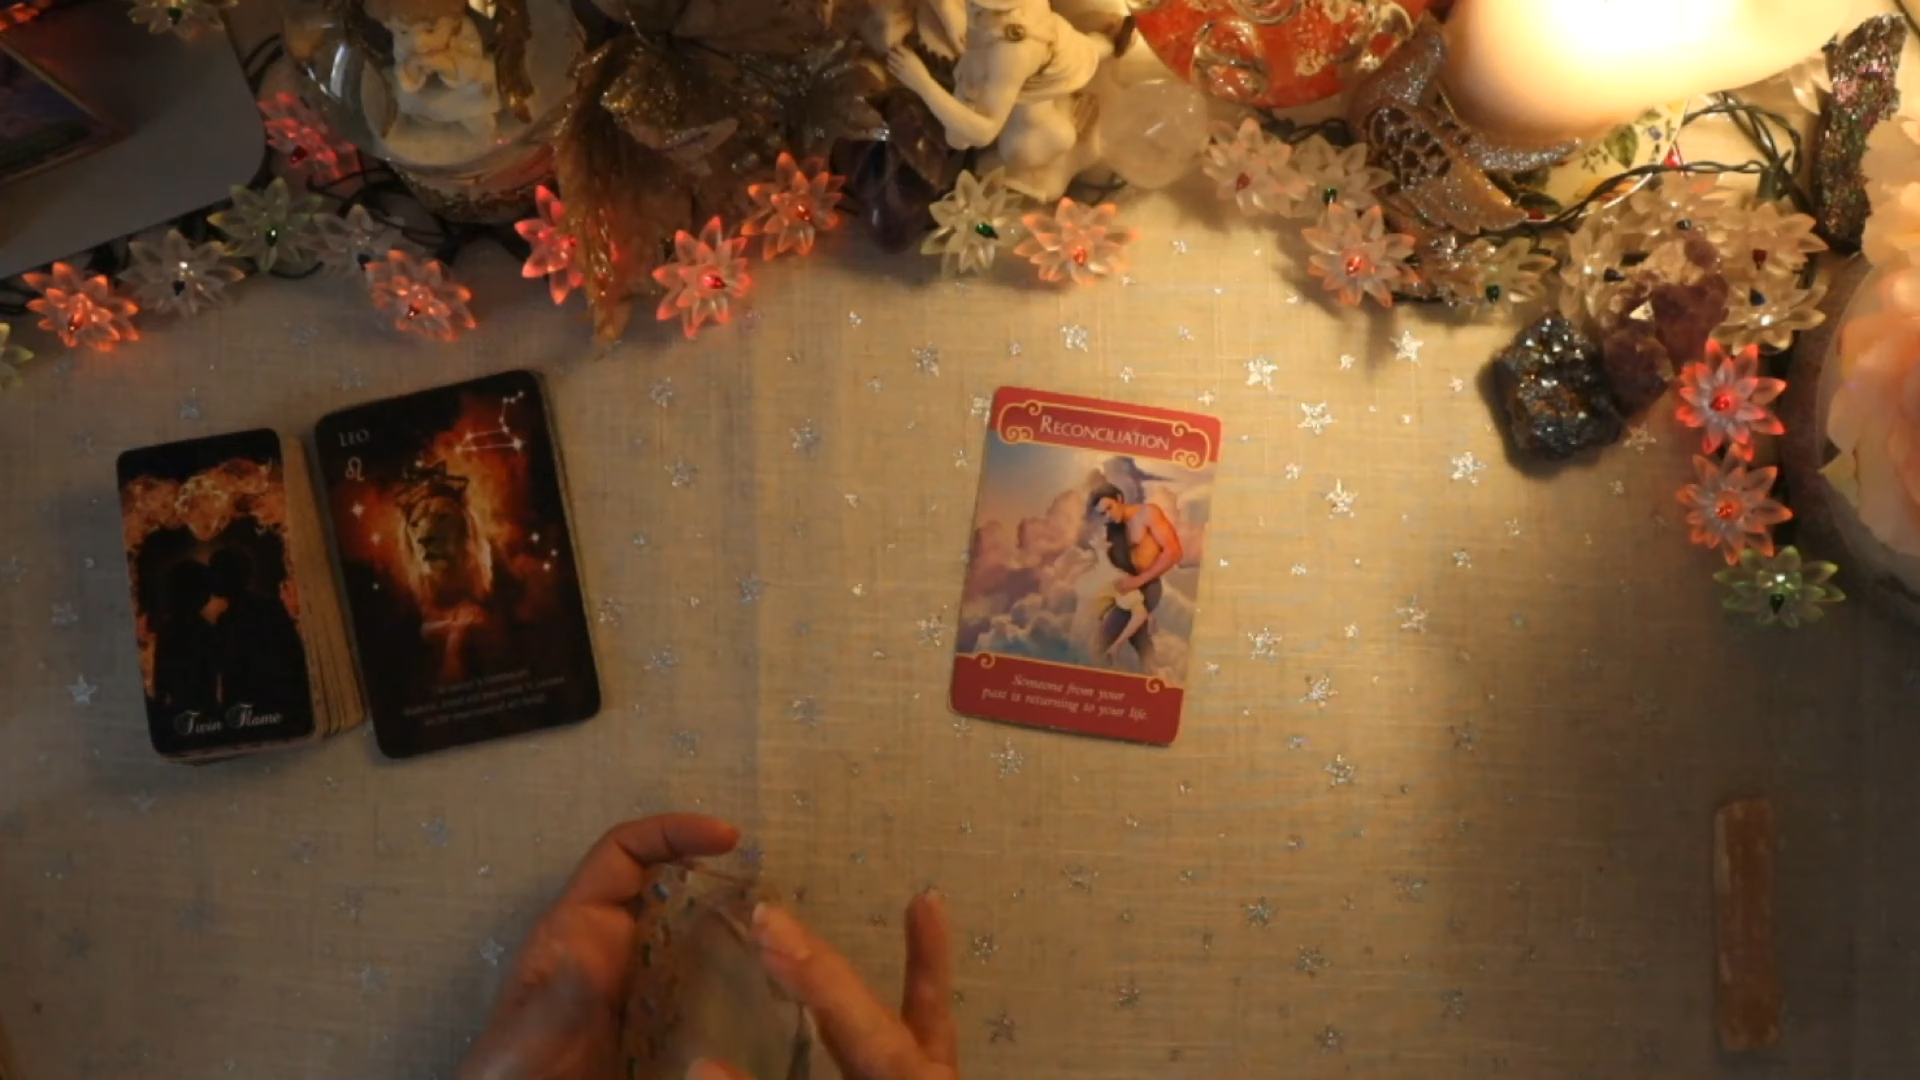 Twin Flame
LEO
RECONCILIATION
Someone from your
past is returning to your life.